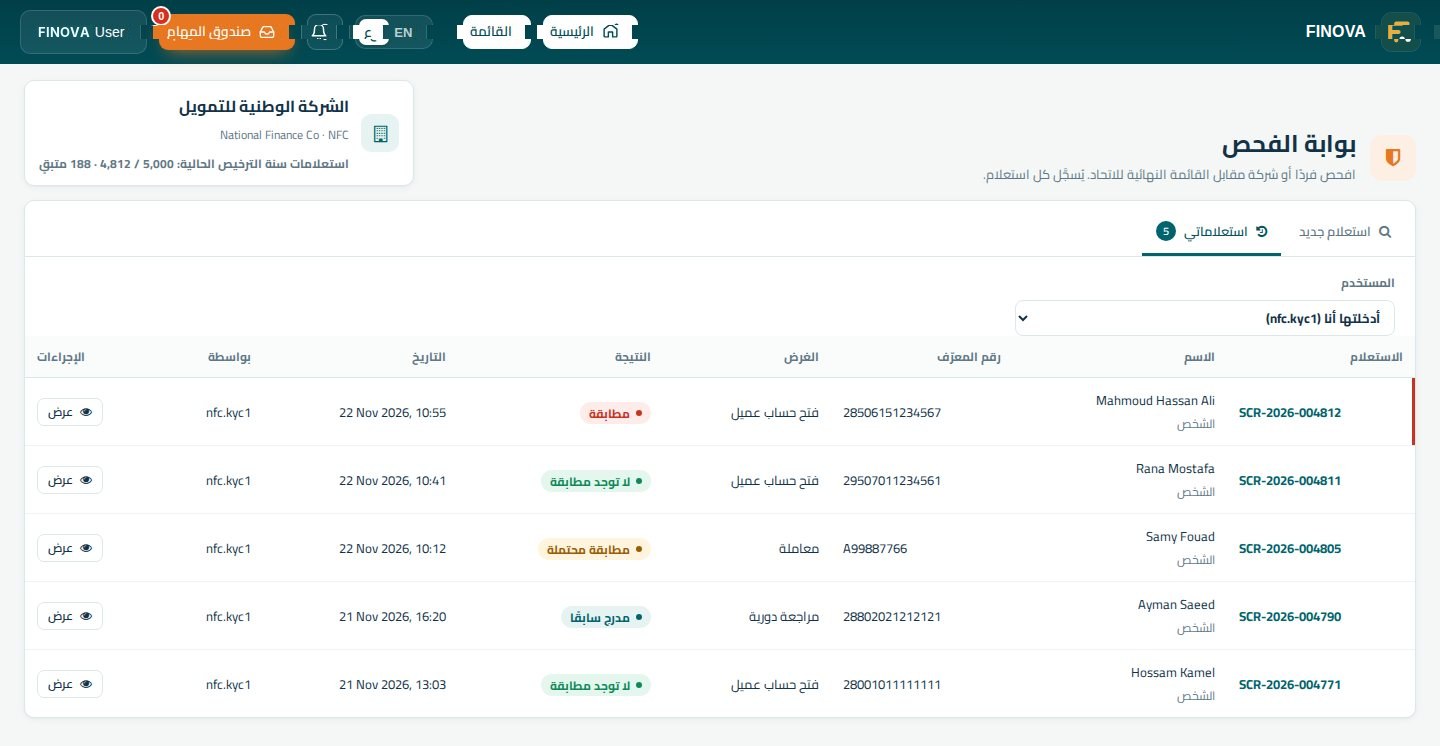 FINOVA
الرئيسية
القائمة
EN
ع
صندوق المهام
0
FINOVA User
بوابة الفحص
افحص فردًا أو شركة مقابل القائمة النهائية للاتحاد. يُسجَّل كل استعلام.
الشركة الوطنية للتمويل
National Finance Co · NFC
استعلامات سنة الترخيص الحالية: 5,000 / 4,812 · 188 متبقٍ
استعلام جديد
استعلاماتي 5
المستخدم
أدخلتها أنا (nfc.kyc1)
الاستعلام الاسم رقم المعرّف الغرض النتيجة التاريخ بواسطة الإجراءات
SCR-2026-004812 Mahmoud Hassan Ali 28506151234567 فتح حساب عميل مطابقة 22 Nov 2026, 10:55 nfc.kyc1 عرض
الشخص
SCR-2026-004811 Rana Mostafa 29507011234561 فتح حساب عميل لا توجد مطابقة 22 Nov 2026, 10:41 nfc.kyc1 عرض
الشخص
SCR-2026-004805 Samy Fouad A99887766 معاملة مطابقة محتملة 22 Nov 2026, 10:12 nfc.kyc1 عرض
الشخص
SCR-2026-004790 Ayman Saeed 28802021212121 مراجعة دورية مدرج سابقًا 21 Nov 2026, 16:20 nfc.kyc1 عرض
الشخص
SCR-2026-004771 Hossam Kamel 28001011111111 فتح حساب عميل لا توجد مطابقة 21 Nov 2026, 13:03 nfc.kyc1 عرض
الشخص